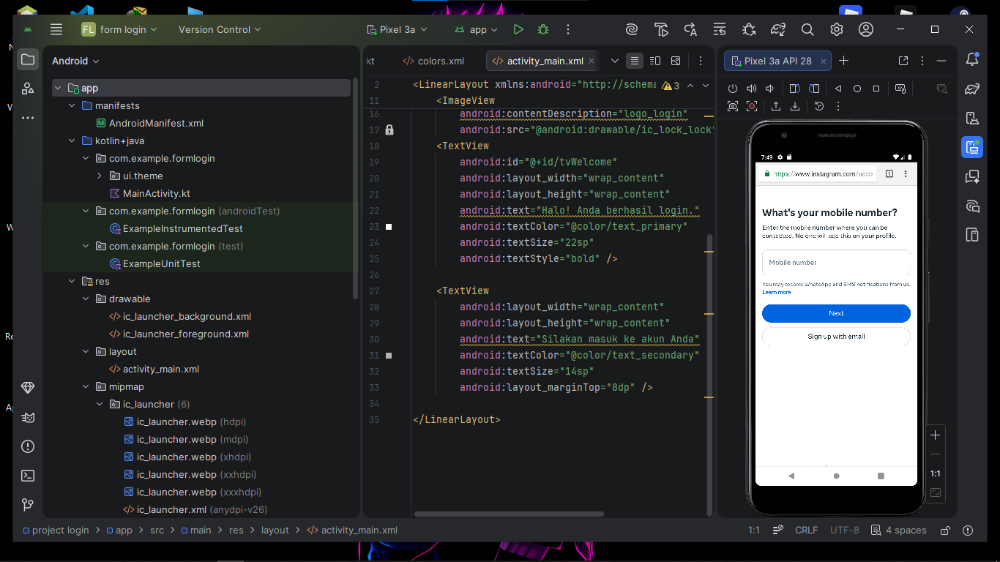 FL form login
Version Control
Pixel 3a
app
Android
app
manifests
AndroidManifest.xml
kotlin+java
com.example.formlogin
ui.theme
MainActivity.kt
com.example.formlogin (androidTest)
ExampleInstrumentedTest
com.example.formlogin (test)
ExampleUnitTest
res
drawable
ic_launcher_background.xml
ic_launcher_foreground.xml
layout
activity_main.xml
mipmap
ic_launcher (6)
ic_launcher.webp (hdpi)
ic_launcher.webp (mdpi)
ic_launcher.webp (xhdpi)
ic_launcher.webp (xxhdpi)
ic_launcher.webp (xxxhdpi)
ic_launcher.xml (anydpi-v26)
kt
colors.xml
activity_main.xml
2 <LinearLayout xmlns:android="http://schema 3
11 <ImageView
16 android:contentDescription="logo_login"
17 android:src="@android:drawable/ic_lock_lock"
18 <TextView
19 android:id="@+id/tvWelcome"
20 android:layout_width="wrap_content"
21 android:layout_height="wrap_content"
22 android:text="Halo! Anda berhasil login."
23 android:textColor="@color/text_primary"
24 android:textSize="22sp"
25 android:textStyle="bold" />
26
27 <TextView
28 android:layout_width="wrap_content"
29 android:layout_height="wrap_content"
30 android:text="Silakan masuk ke akun Anda"
31 android:textColor="@color/text_secondary"
32 android:textSize="14sp"
33 android:layout_marginTop="8dp" />
34
35 </LinearLayout>
Pixel 3a API 28
7:49
https://www.instagram.com/acco
1
What's your mobile number?
Enter the mobile number where you can be
contacted. No one will see this on your profile.
Mobile number
You may receive WhatsApp and SMS notifications from us.
Learn more
Next
Sign up with email
1:1
project login
app
src
main
res
layout
activity_main.xml
1:1
CRLF
UTF-8
4 spaces